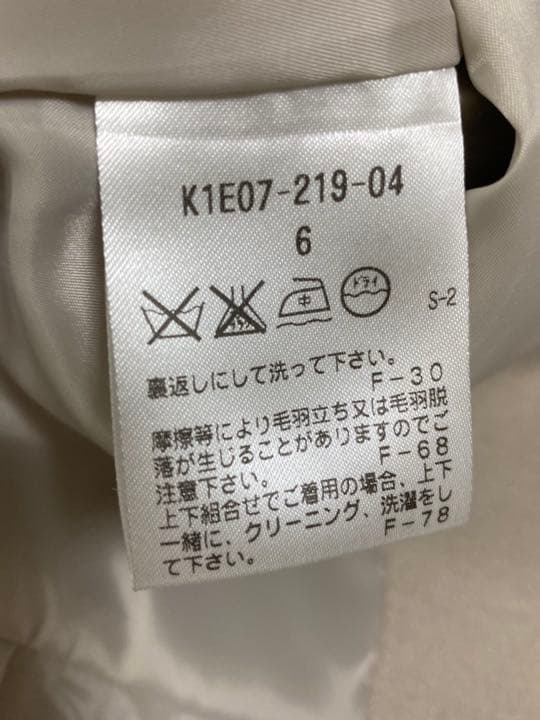 K1E07-219-04
6
中 ドライ S-2
裏返しにして洗って下さい。
F-30
摩擦等により毛羽立ち又は毛羽脱
落が生じることがありますのでご
注意下さい。 F-68
上下組合せでご着用の場合、上下
一緒に、クリーニング、洗濯をし
て下さい。 F-78